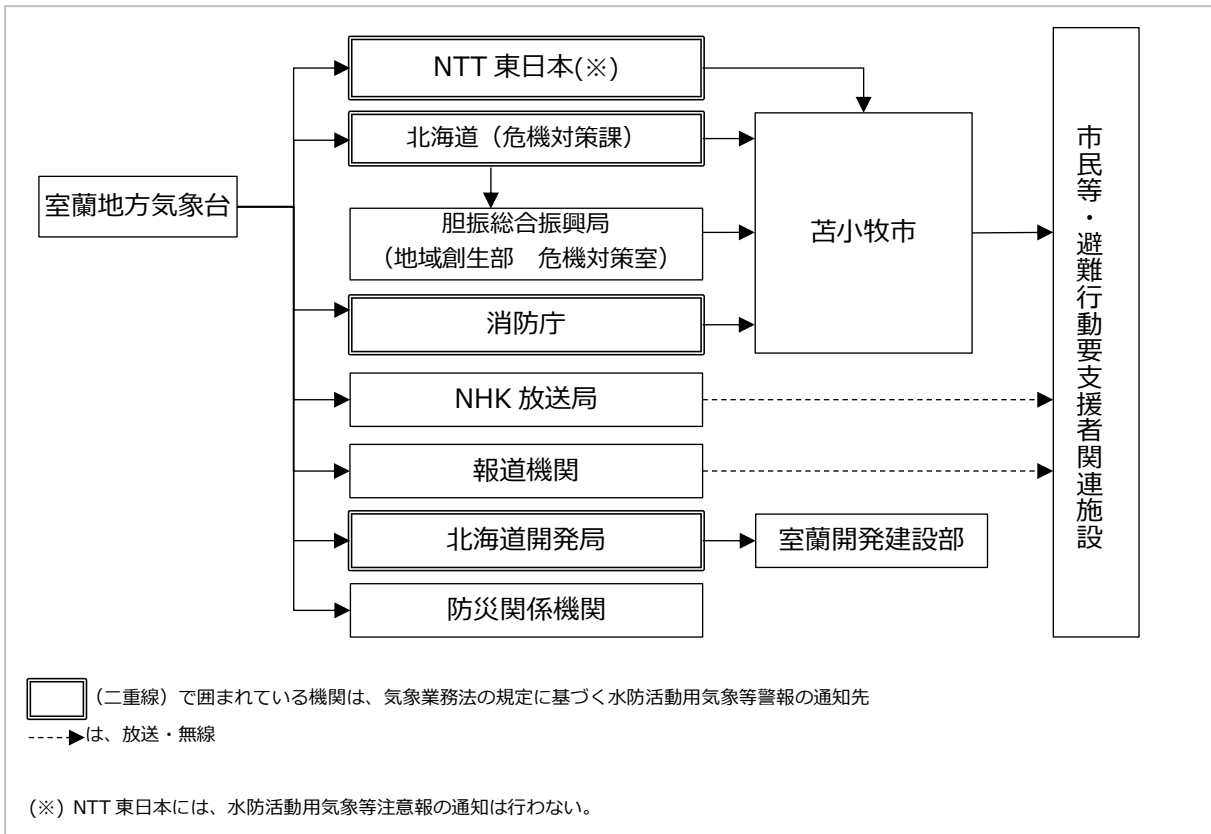 NTT 東日本(※)
北海道（危機対策課）
室蘭地方気象台
胆振総合振興局
（地域創生部　危機対策室）
苫小牧市
消防庁
NHK 放送局
報道機関
北海道開発局
室蘭開発建設部
防災関係機関
市民等・避難行動要支援者関連施設
（二重線）で囲まれている機関は、気象業務法の規定に基づく水防活動用気象等警報の通知先
は、放送・無線
(※) NTT 東日本には、水防活動用気象等注意報の通知は行わない。